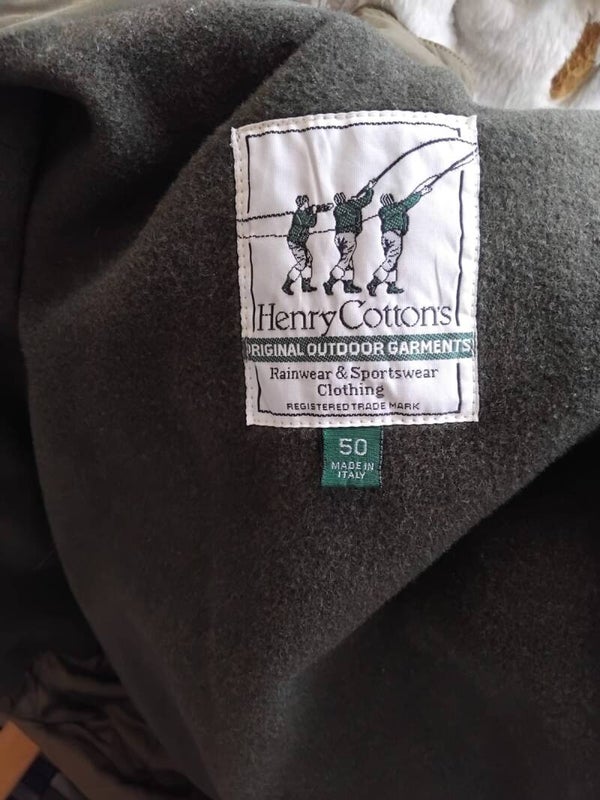 Henry Cotton's
ORIGINAL OUTDOOR GARMENTS
Rainwear & Sportswear
Clothing
REGISTERED TRADE MARK
50
MADE IN
ITALY